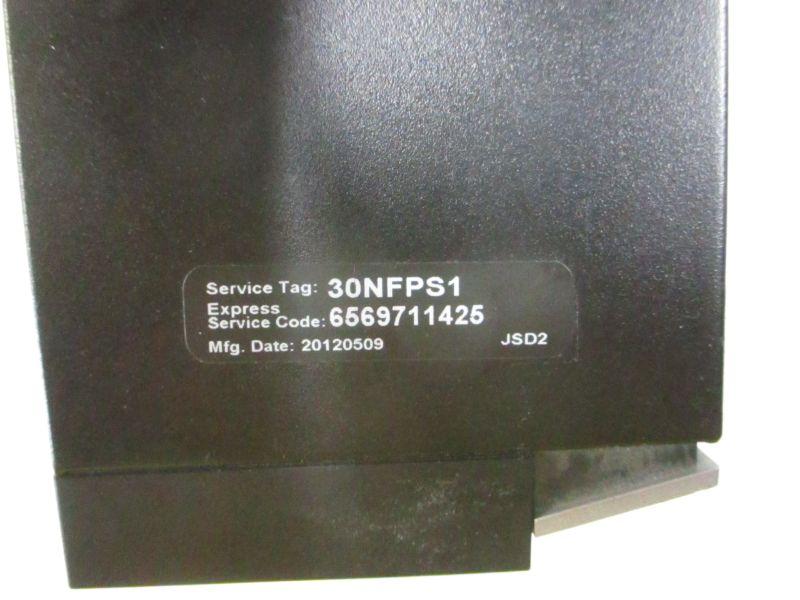 Service Tag: 30NFPS1
Express
Service Code: 6569711425
Mfg. Date: 20120509 JSD2